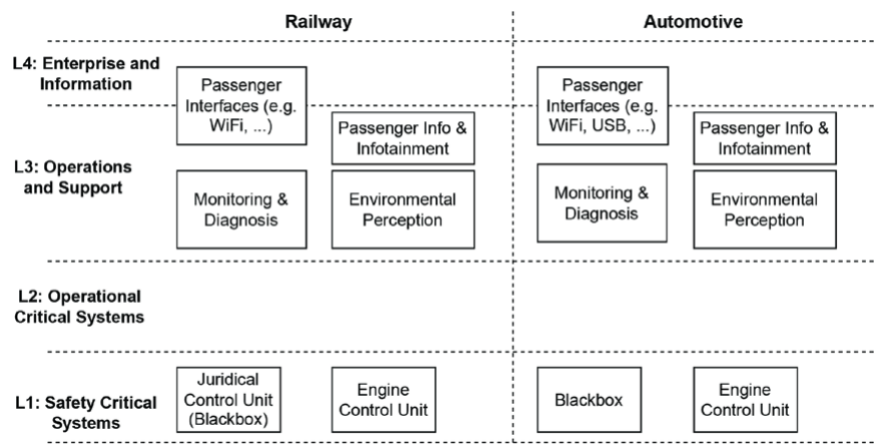 Railway
Automotive
L4: Enterprise and
Information
Passenger
Interfaces (e.g.
WiFi, ...)
Passenger
Interfaces (e.g.
WiFi, USB, ...)
L3: Operations
and Support
Passenger Info &
Infotainment
Monitoring &
Diagnosis
Environmental
Perception
Passenger Info &
Infotainment
Monitoring &
Diagnosis
Environmental
Perception
L2: Operational
Critical Systems
L1: Safety Critical
Systems
Juridical
Control Unit
(Blackbox)
Engine
Control Unit
Blackbox
Engine
Control Unit